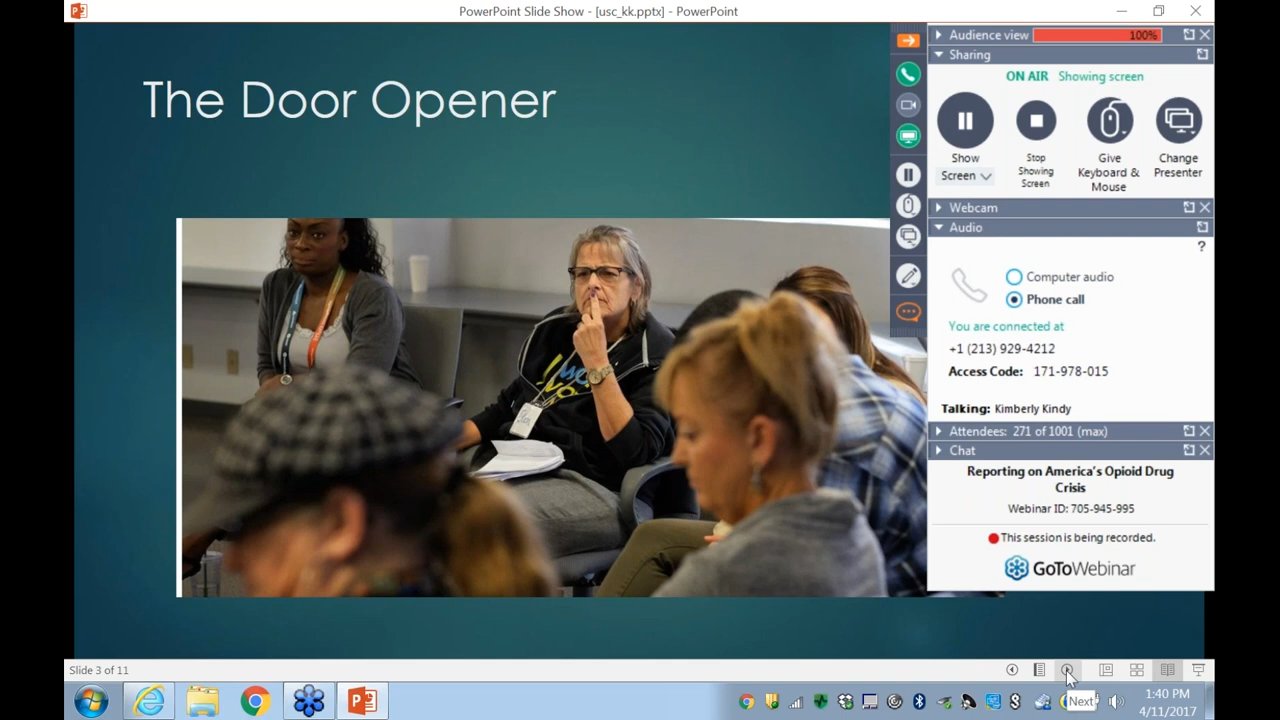 PowerPoint Slide Show - [usc_kk.pptx] - PowerPoint
The Door Opener
Audience view 100%
Sharing
ON AIR Showing screen
Show Screen
Stop Showing Screen
Give Keyboard & Mouse
Change Presenter
Webcam
Audio
?
Computer audio
Phone call
You are connected at
+1 (213) 929-4212
Access Code: 171-978-015
Talking: Kimberly Kindy
Attendees: 271 of 1001 (max)
Chat
Reporting on America's Opioid Drug
Crisis
Webinar ID: 705-945-995
This session is being recorded.
GoToWebinar
Slide 3 of 11
Next
1:40 PM
4/11/2017